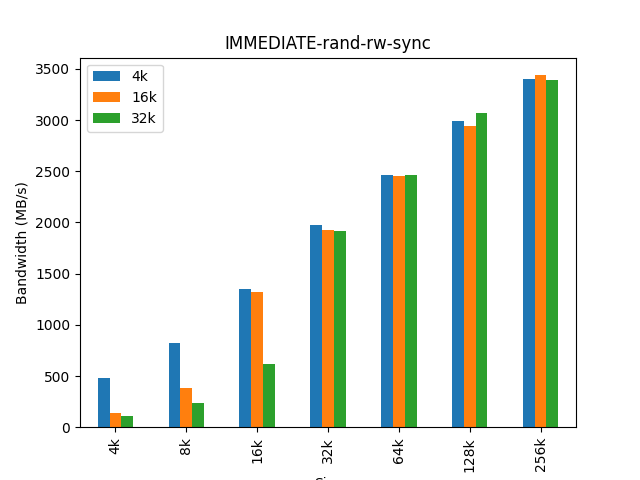 IMMEDIATE-rand-rw-sync
4k
16k
32k
3500
3000
2500
2000
1500
1000
500
0
Bandwidth (MB/s)
4k
8k
16k
32k
64k
128k
256k